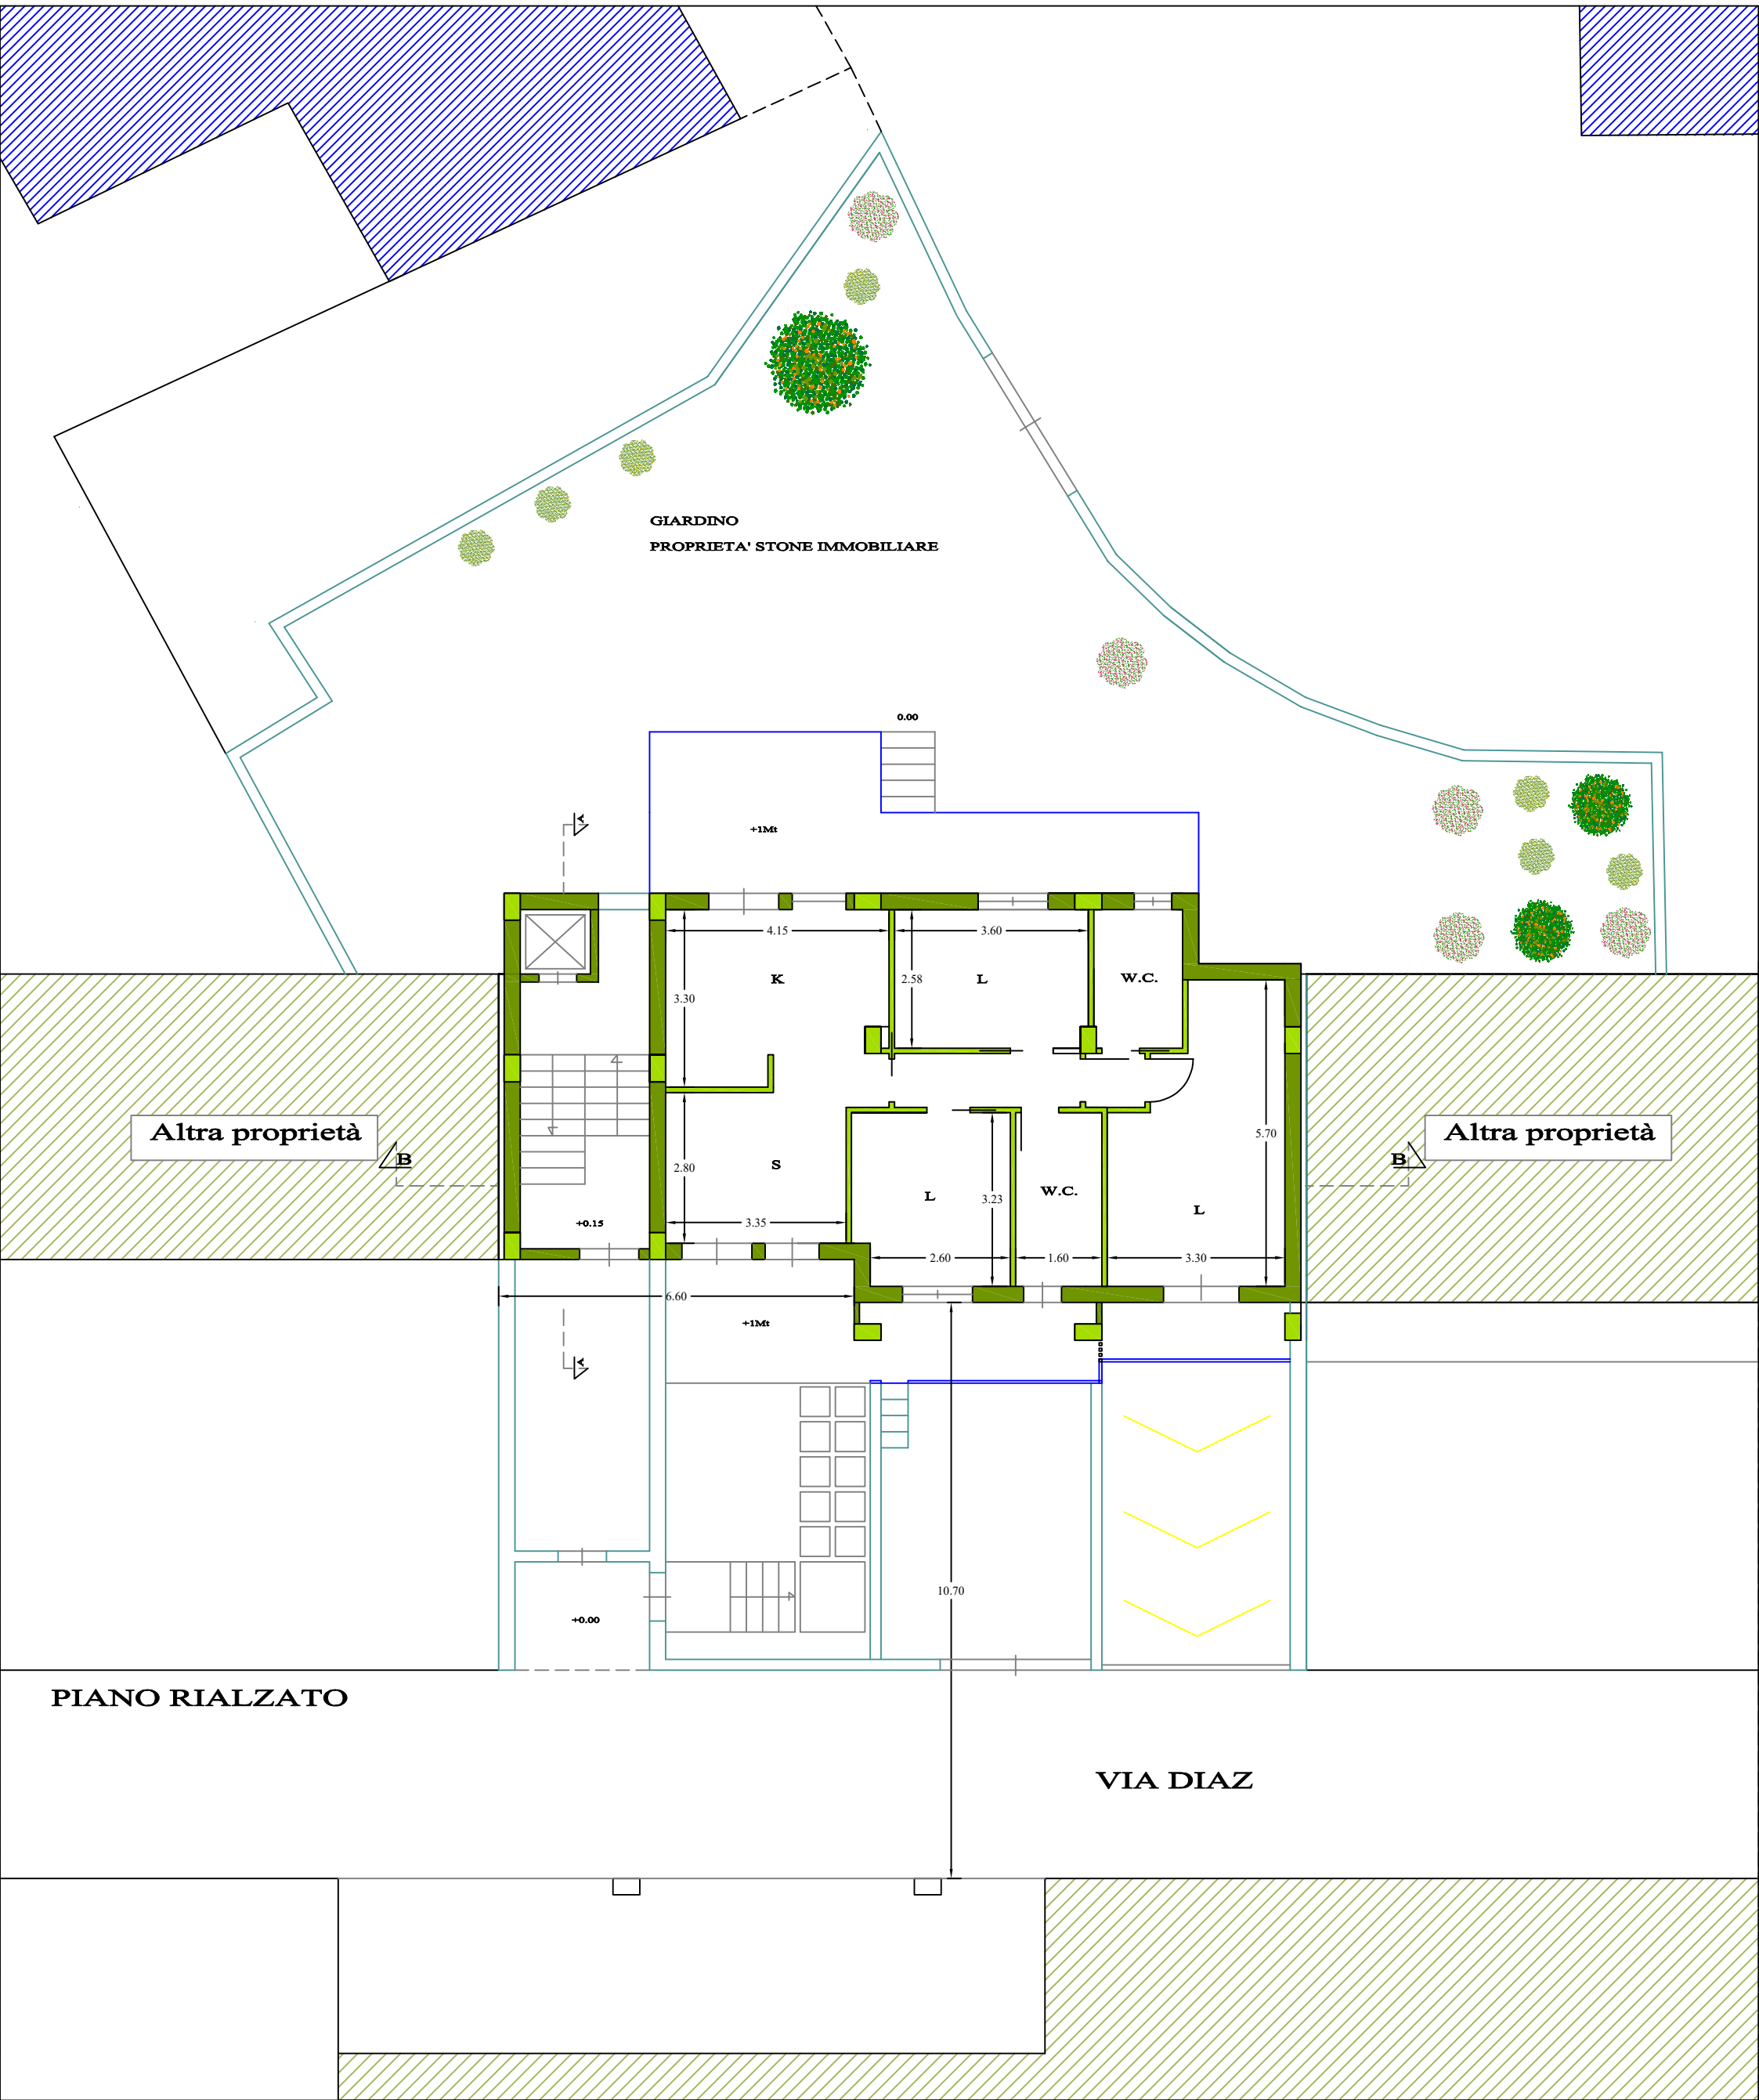 GIARDINO
PROPRIETA' STONE IMMOBILIARE
0.00
A
+1Mt
4.15
3.60
K
2.58
L
W.C.
3.30
Altra proprietà
B
5.70
B
Altra proprietà
2.80
S
L
3.23
W.C.
L
+0.15
3.35
2.60
1.60
3.30
6.60
+1Mt
A
10.70
+0.00
PIANO RIALZATO
VIA DIAZ